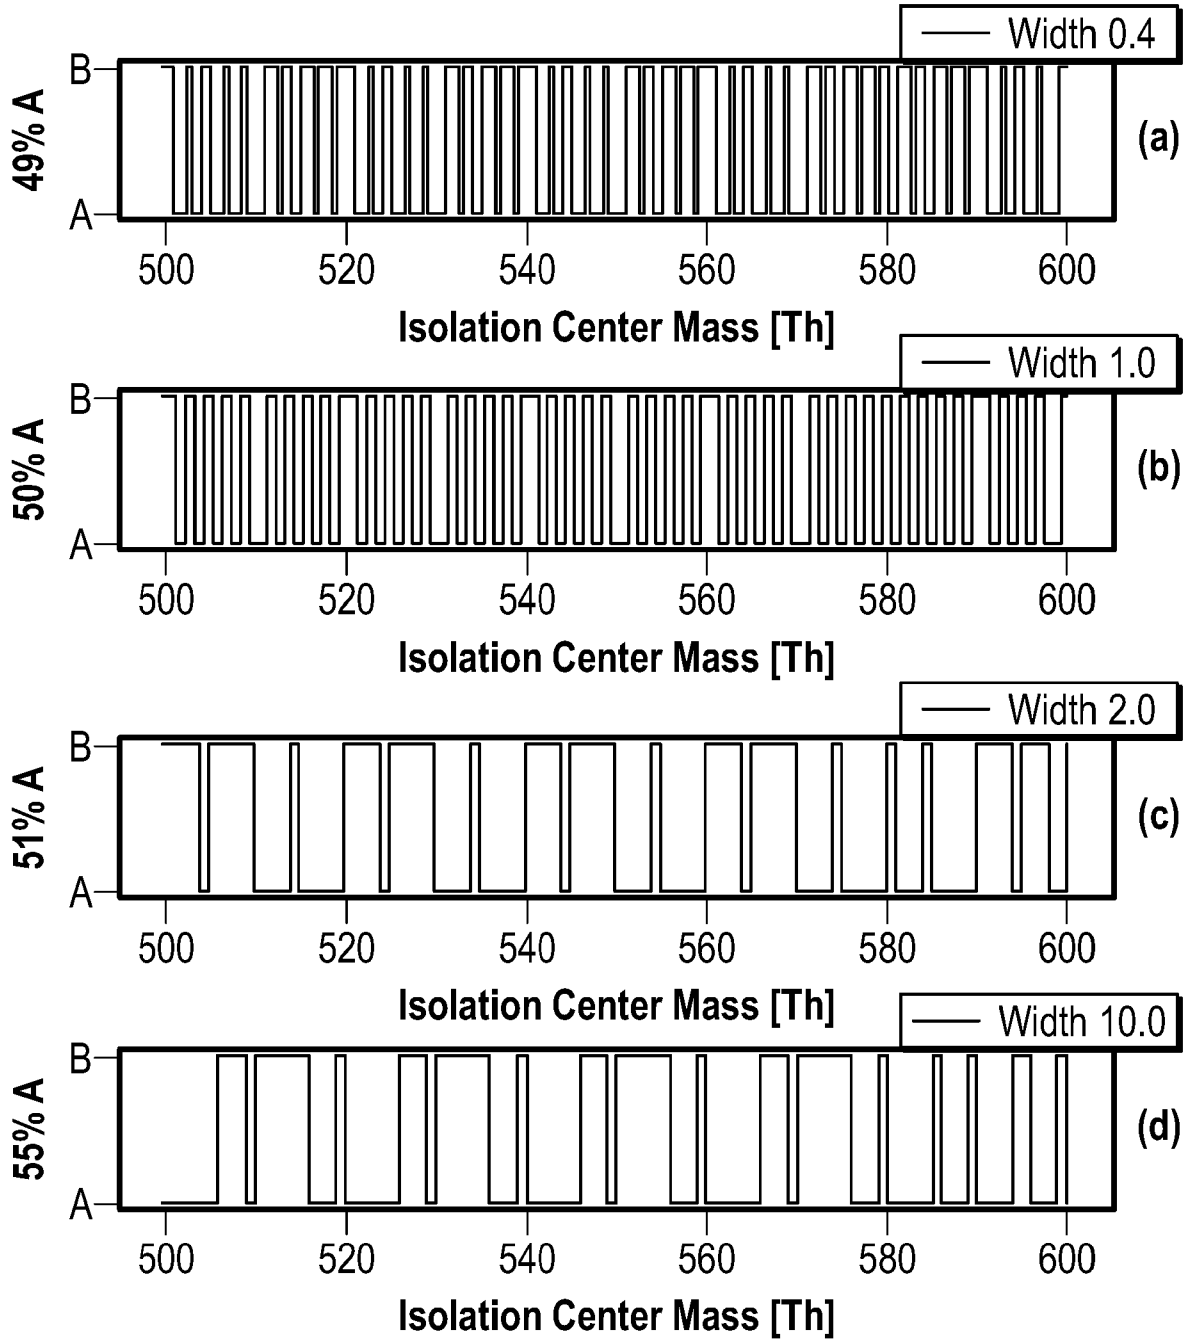 Width 0.4
B
49% A
(a)
A
500 520 540 560 580 600
Isolation Center Mass [Th]
Width 1.0
B
50% A
(b)
A
500 520 540 560 580 600
Isolation Center Mass [Th]
Width 2.0
B
51% A
(c)
A
500 520 540 560 580 600
Isolation Center Mass [Th]
Width 10.0
B
55% A
(d)
A
500 520 540 560 580 600
Isolation Center Mass [Th]